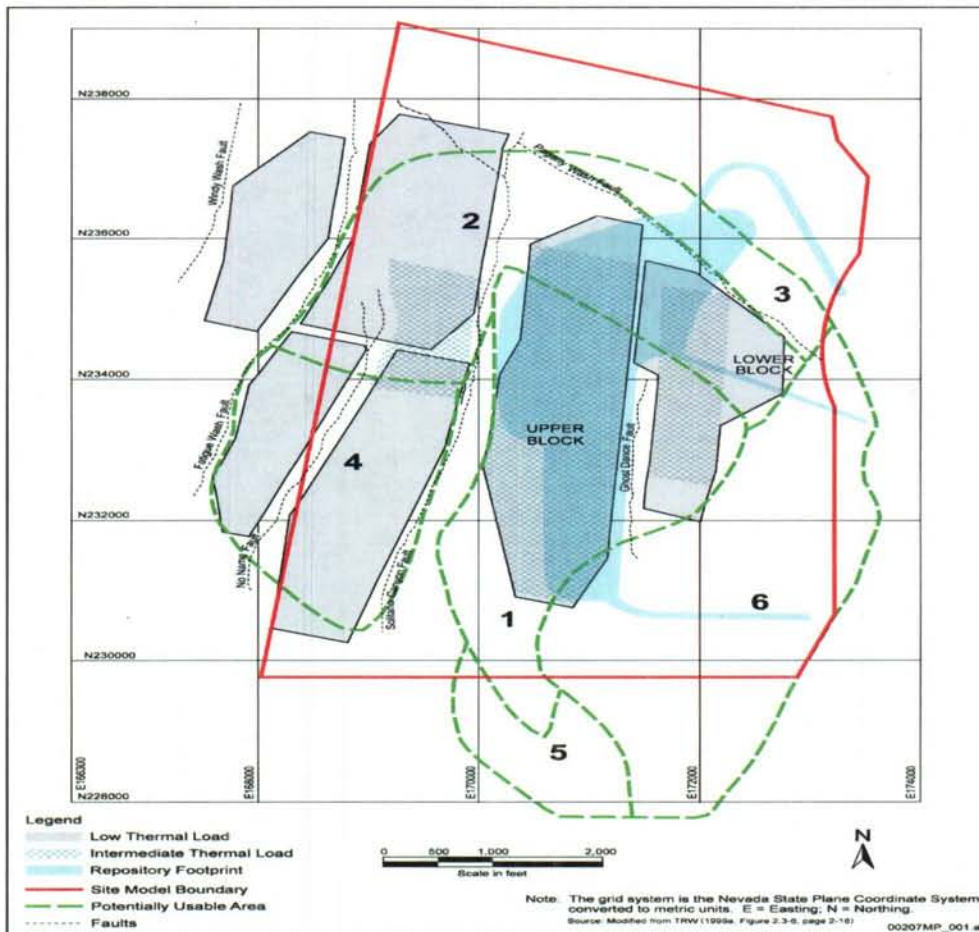 N238000
N236000
N234000
N232000
N230000
N228000
E166300
E168000
E170000
E172000
E174000
Windy Wash Fault
Pagany Wash Fault
Fatigue Wash Fault
No Name Fault
Solitario Canyon Fault
Ghost Dance Fault
2
3
LOWER
BLOCK
UPPER
BLOCK
4
1
6
5
Legend
Low Thermal Load
Intermediate Thermal Load
Repository Footprint
Site Model Boundary
Potentially Usable Area
Faults
0 500 1,000 2,000
Scale in feet
N
Note. The grid system is the Nevada State Plane Coordinate System
converted to metric units. E = Easting; N = Northing.
Source: Modified from TRW (1999a, Figure 2.3-6, page 2-16)